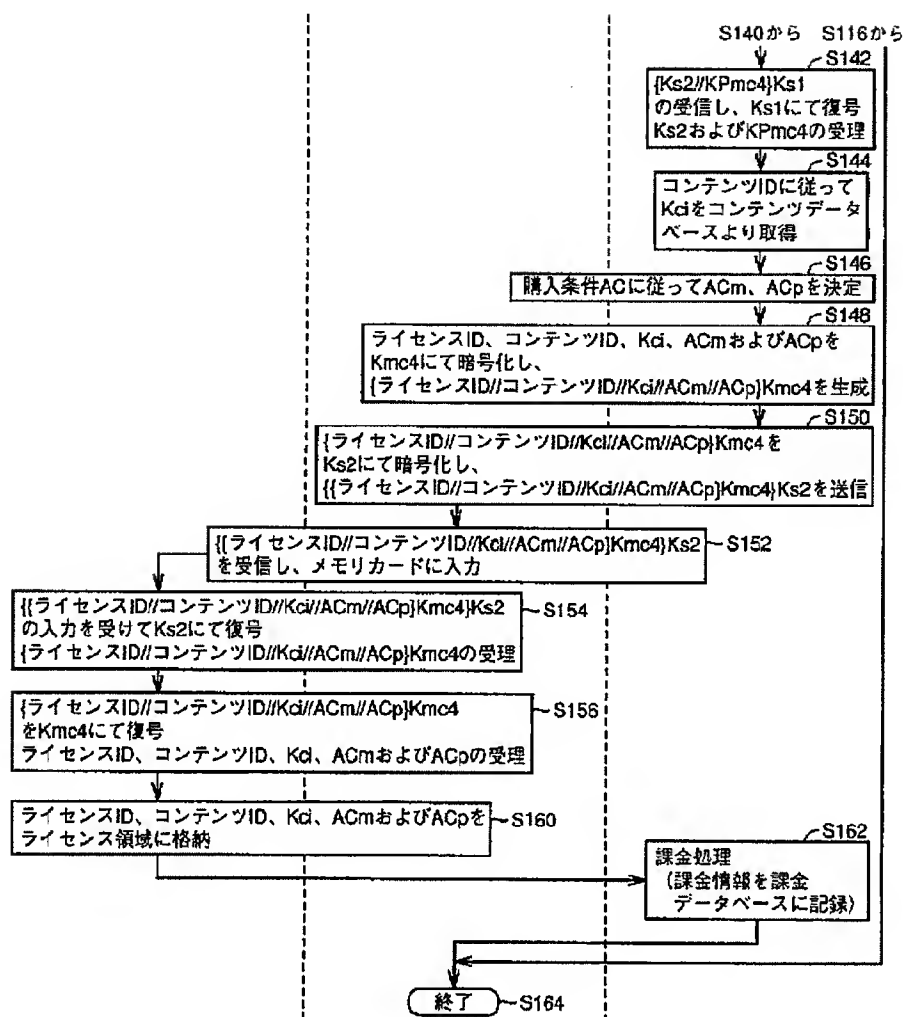 S140から S116から
S142
{Ks2//KPmc4}Ks1
の受信し、Ks1にて復号
Ks2およびKPmc4の受理
S144
コンテンツIDに従って
Kciをコンテンツデータ
ベースより取得
S146
購入条件ACに従ってACm、ACpを決定
S148
ライセンスID、コンテンツID、Kci、ACmおよびACpを
Kmc4にて暗号化し、
{ライセンスID//コンテンツID//Kci//ACm//ACp}Kmc4を生成
S150
{ライセンスID//コンテンツID//Kci//ACm//ACp}Kmc4を
Ks2にて暗号化し、
{{ライセンスID//コンテンツID//Kci//ACm//ACp}Kmc4}Ks2を送信
{{ライセンスID//コンテンツID//Kci//ACm//ACp}Kmc4}Ks2
を受信し、メモリカードに入力
S152
{{ライセンスID//コンテンツID//Kci//ACm//ACp}Kmc4}Ks2
の入力を受けてKs2にて復号
{ライセンスID//コンテンツID//Kci//ACm//ACp}Kmc4の受理
S154
{ライセンスID//コンテンツID//Kci//ACm//ACp}Kmc4
をKmc4にて復号
ライセンスID、コンテンツID、Kci、ACmおよびACpの受理
S156
ライセンスID、コンテンツID、Kci、ACmおよびACpを
ライセンス領域に格納
S160
S162
課金処理
(課金情報を課金
データベースに記録)
終了
S164